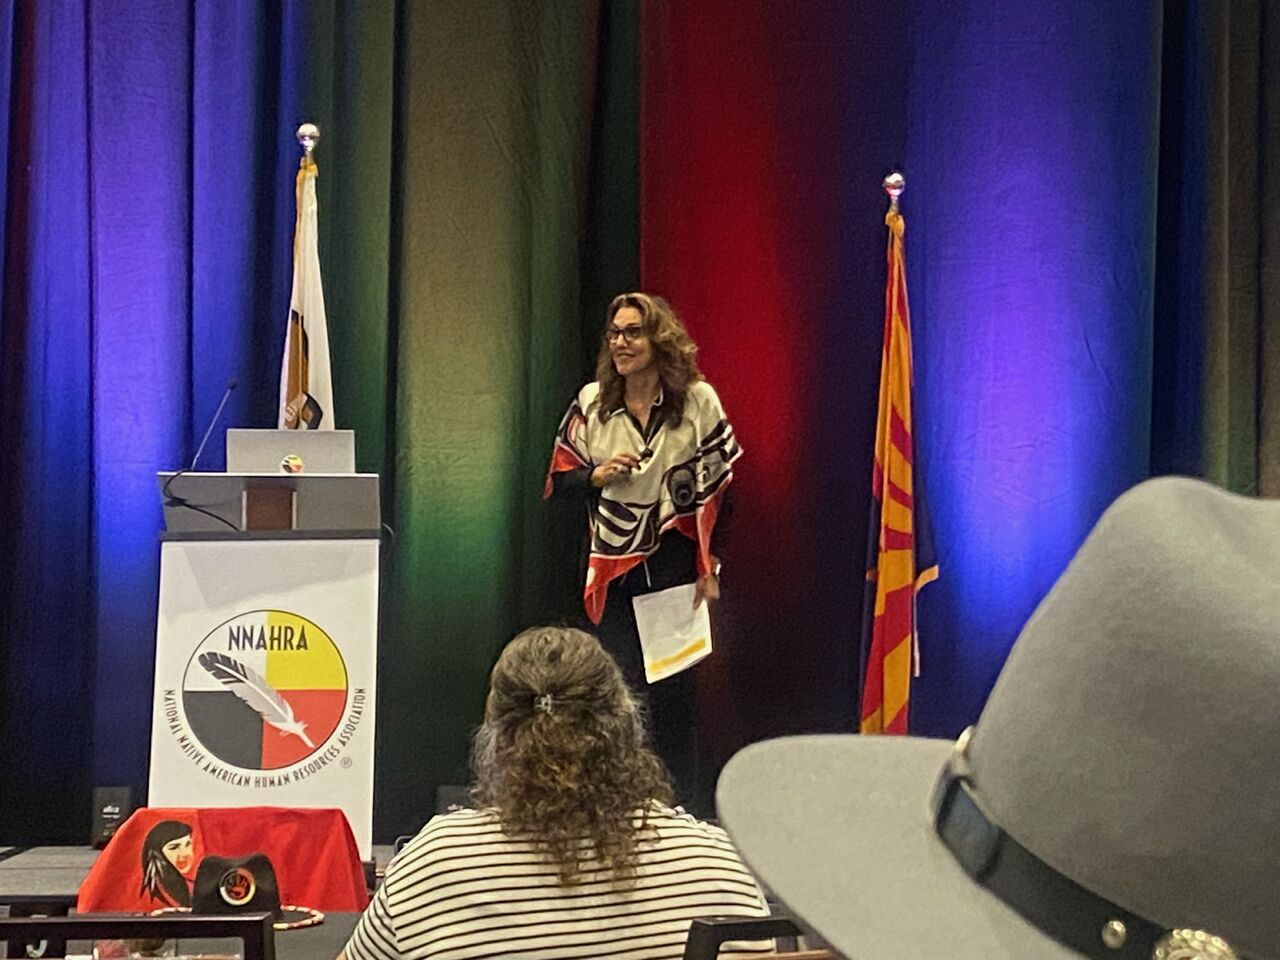 NNAHRA
NATIONAL NATIVE AMERICAN HUMAN RESOURCES ASSOCIATION
®